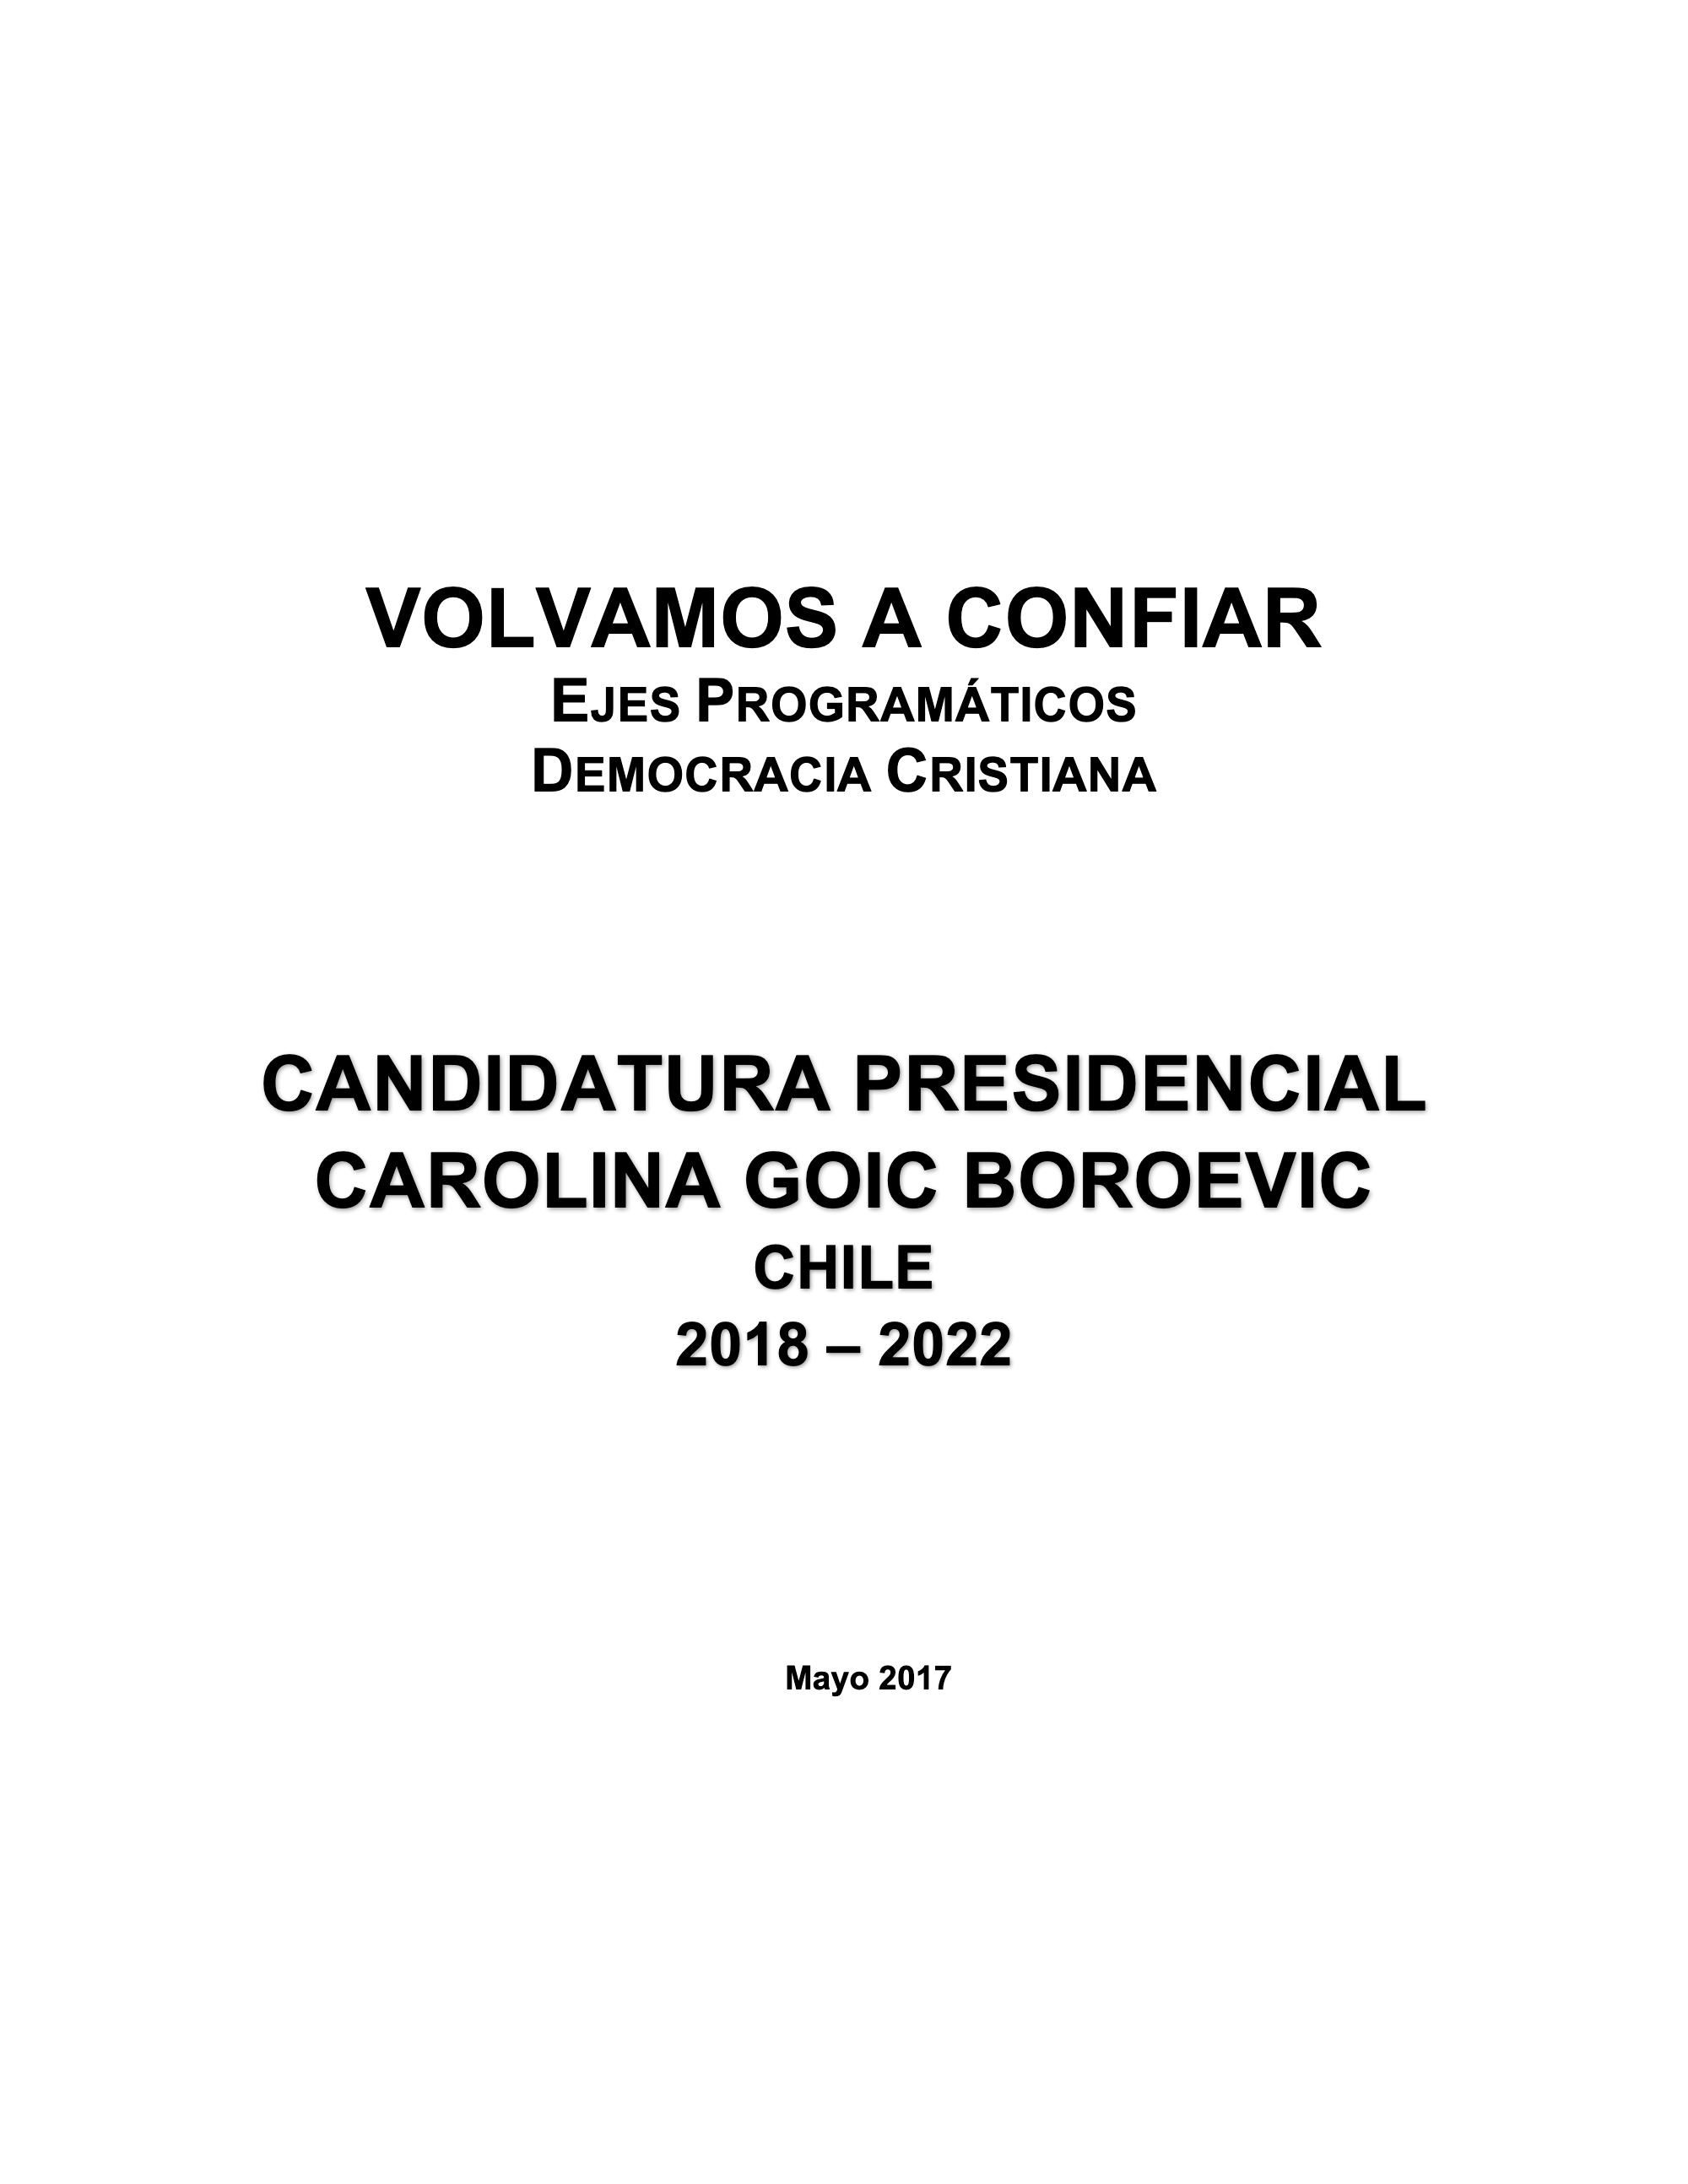 VOLVAMOS A CONFIAR
EJES PROGRAMÁTICOS
DEMOCRACIA CRISTIANA
CANDIDATURA PRESIDENCIAL
CAROLINA GOIC BOROEVIC
CHILE
2018 – 2022
Mayo 2017